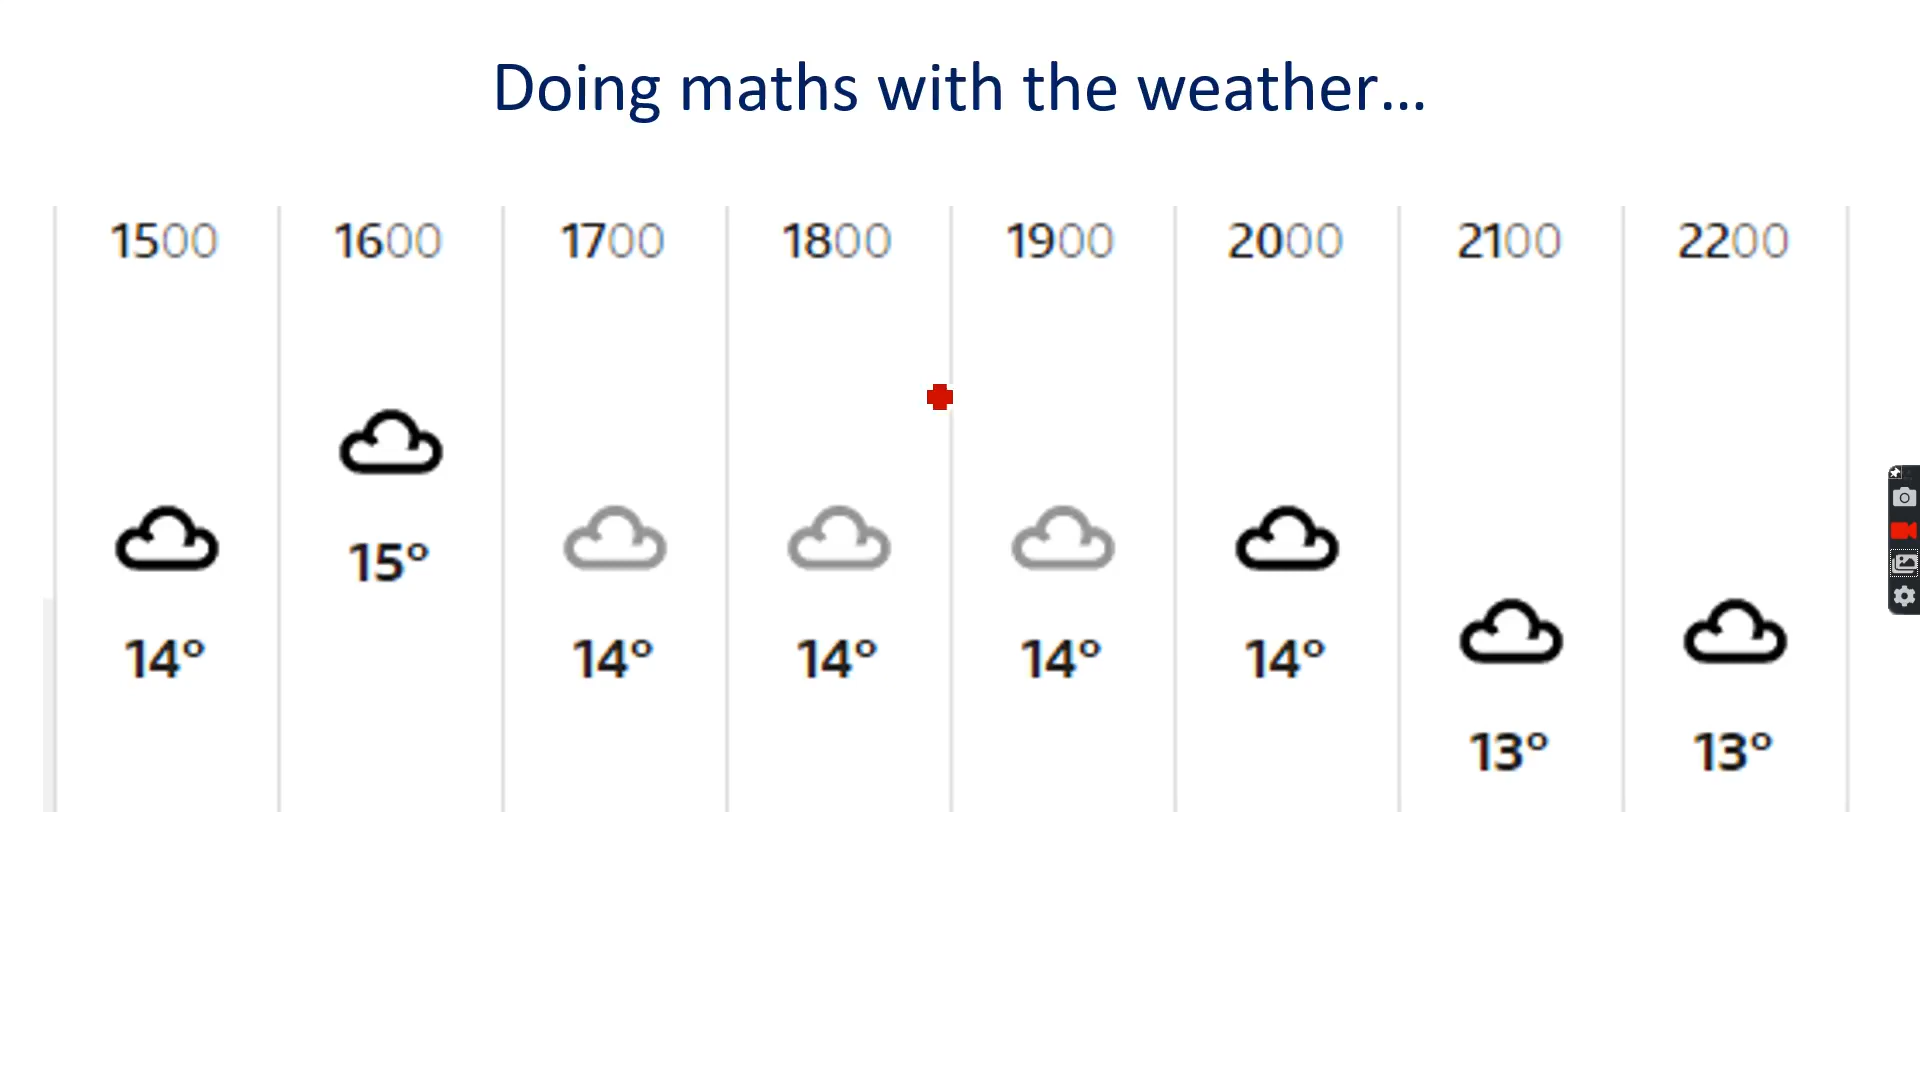 Doing maths with the weather...
1500 1600 1700 1800 1900 2000 2100 2200
15°
14° 14° 14° 14° 14°
13° 13°